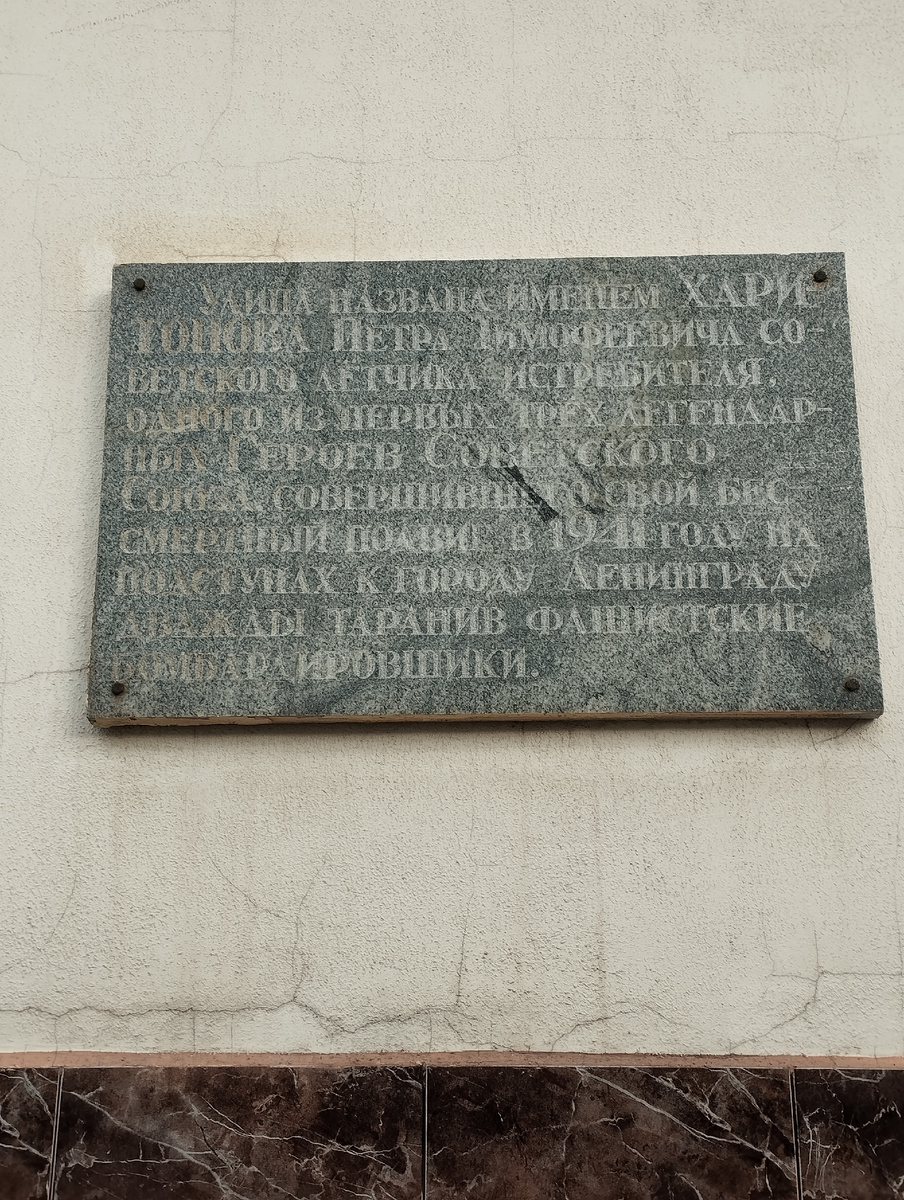 Улица названа именем ХАРИ-
ТОНОВА Петра Тимофеевича со-
ветского летчика истребителя,
одного из первых трех легендар-
ных Героев Советского
Союза, совершившего свой бес-
смертный подвиг в 1941 году на
подступах к городу Ленинграду
дважды таранив фашистские
бомбардировщики.